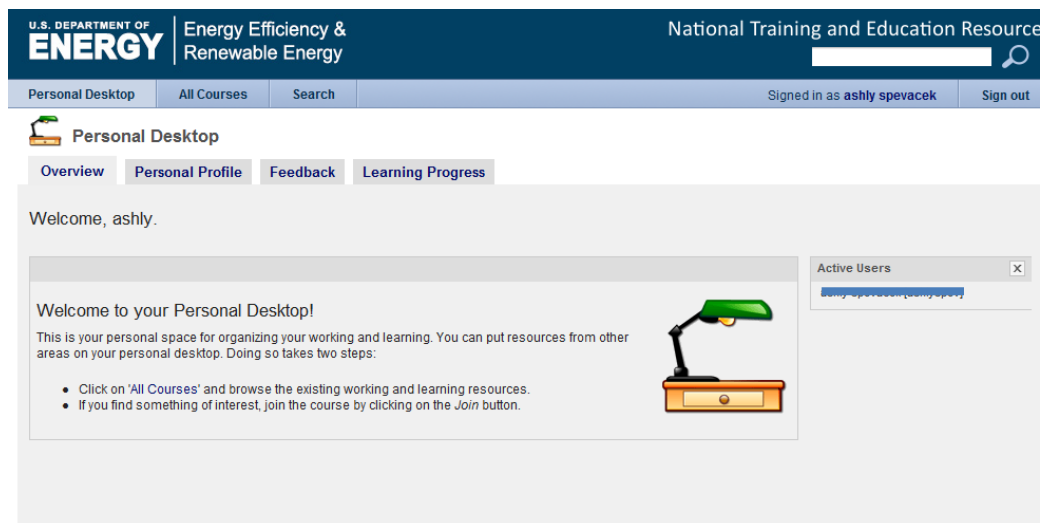 U.S. DEPARTMENT OF
ENERGY
Energy Efficiency &
Renewable Energy
National Training and Education Resource
Personal Desktop All Courses Search Signed in as ashly spevacek Sign out
Personal Desktop
Overview Personal Profile Feedback Learning Progress
Welcome, ashly.
Active Users
Welcome to your Personal Desktop!
This is your personal space for organizing your working and learning. You can put resources from other
areas on your personal desktop. Doing so takes two steps:
• Click on 'All Courses' and browse the existing working and learning resources.
• If you find something of interest, join the course by clicking on the Join button.